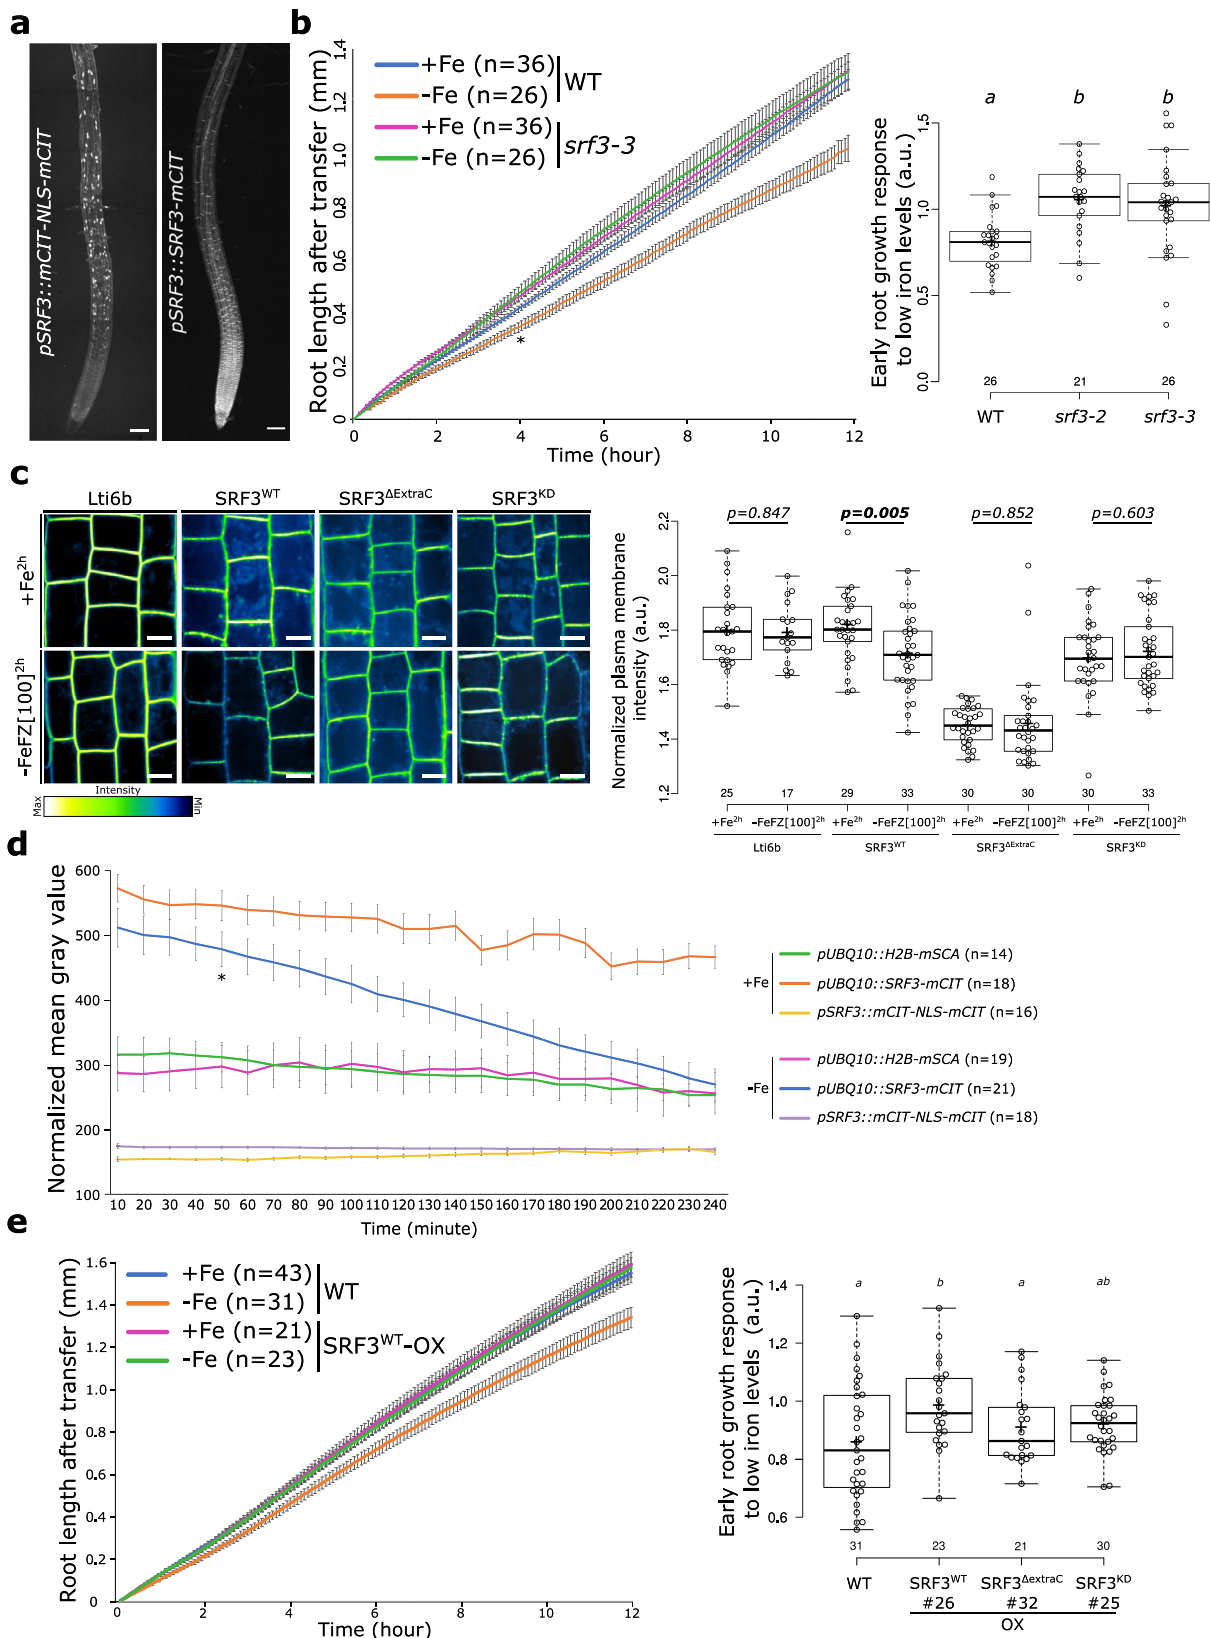 a
pSRF3::mCIT-NLS-mCIT
pSRF3::SRF3-mCIT
b
Root length after transfer (mm)
1.4
1.2
1.0
0.8
0.6
0.4
0.2
0
+Fe (n=36)
-Fe (n=26)
WT
+Fe (n=36)
-Fe (n=26)
srf3-3
*
0 2 4 6 8 10 12
Time (hour)
Early root growth response
to low iron levels (a.u.)
1.5
1.0
0.5
0.0
a b b
26 21 26
WT srf3-2 srf3-3
c
Lti6b SRF3WT SRF3ΔExtraC SRF3KD
+Fe2h
-FeFZ[100]2h
Intensity
Max Min
Normalized plasma membrane
intensity (a.u.)
2.2
2.0
1.8
1.6
1.4
1.2
p=0.847 p=0.005 p=0.852 p=0.603
25 17 29 33 30 30 30 33
+Fe2h -FeFZ[100]2h +Fe2h -FeFZ[100]2h +Fe2h -FeFZ[100]2h +Fe2h -FeFZ[100]2h
Lti6b SRF3WT SRF3ΔExtraC SRF3KD
d
Normalized mean gray value
600
500
400
300
200
100
*
10 20 30 40 50 60 70 80 90 100 110 120 130 140 150 160 170 180 190 200 210 220 230 240
Time (minute)
+Fe
pUBQ10::H2B-mSCA (n=14)
pUBQ10::SRF3-mCIT (n=18)
pSRF3::mCIT-NLS-mCIT (n=16)
-Fe
pUBQ10::H2B-mSCA (n=19)
pUBQ10::SRF3-mCIT (n=21)
pSRF3::mCIT-NLS-mCIT (n=18)
e
Root length after transfer (mm)
1.6
1.4
1.2
1.0
0.8
0.6
0.4
0.2
0
+Fe (n=43)
-Fe (n=31)
WT
+Fe (n=21)
-Fe (n=23)
SRF3WT-OX
0 2 4 6 8 10 12
Time (hour)
Early root growth response
to low iron levels (a.u.)
1.4
1.2
1.0
0.8
0.6
a b a ab
31 23 21 30
WT SRF3WT SRF3ΔextraC SRF3KD
#26 #32 #25
OX